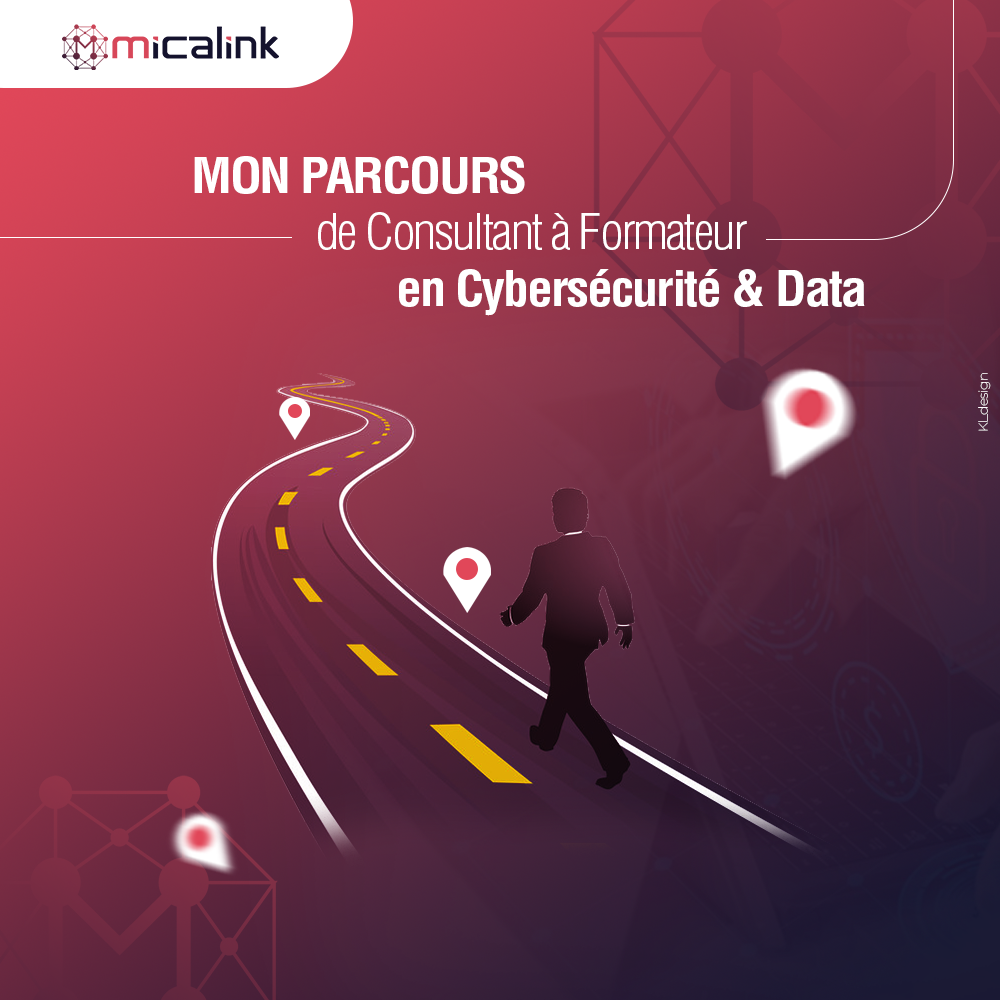 micalink
MON PARCOURS
de Consultant à Formateur
en Cybersécurité & Data
KLdesign